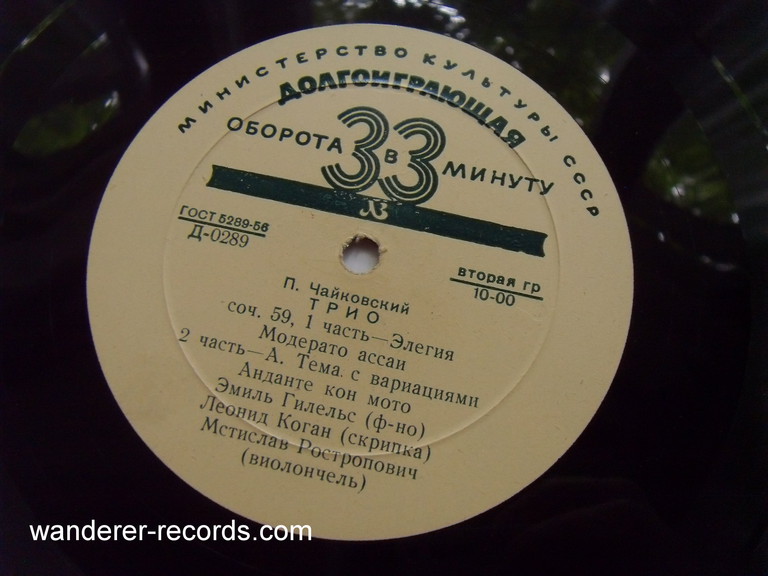 МИНИСТЕРСТВО КУЛЬТУРЫ СССР
ДОЛГОИГРАЮЩАЯ
ОБОРОТА 33 В МИНУТУ
ЛЗ
ГОСТ 5289-56
Д-0289
вторая гр
10-00
П. Чайковский
ТРИО
соч. 59, 1 часть—Элегия
Модерато ассаи
2 часть—А. Тема с вариациями
Анданте кон мото
Эмиль Гилельс (ф-но)
Леонид Коган (скрипка)
Мстислав Ростропович
(виолончель)
wanderer-records.com